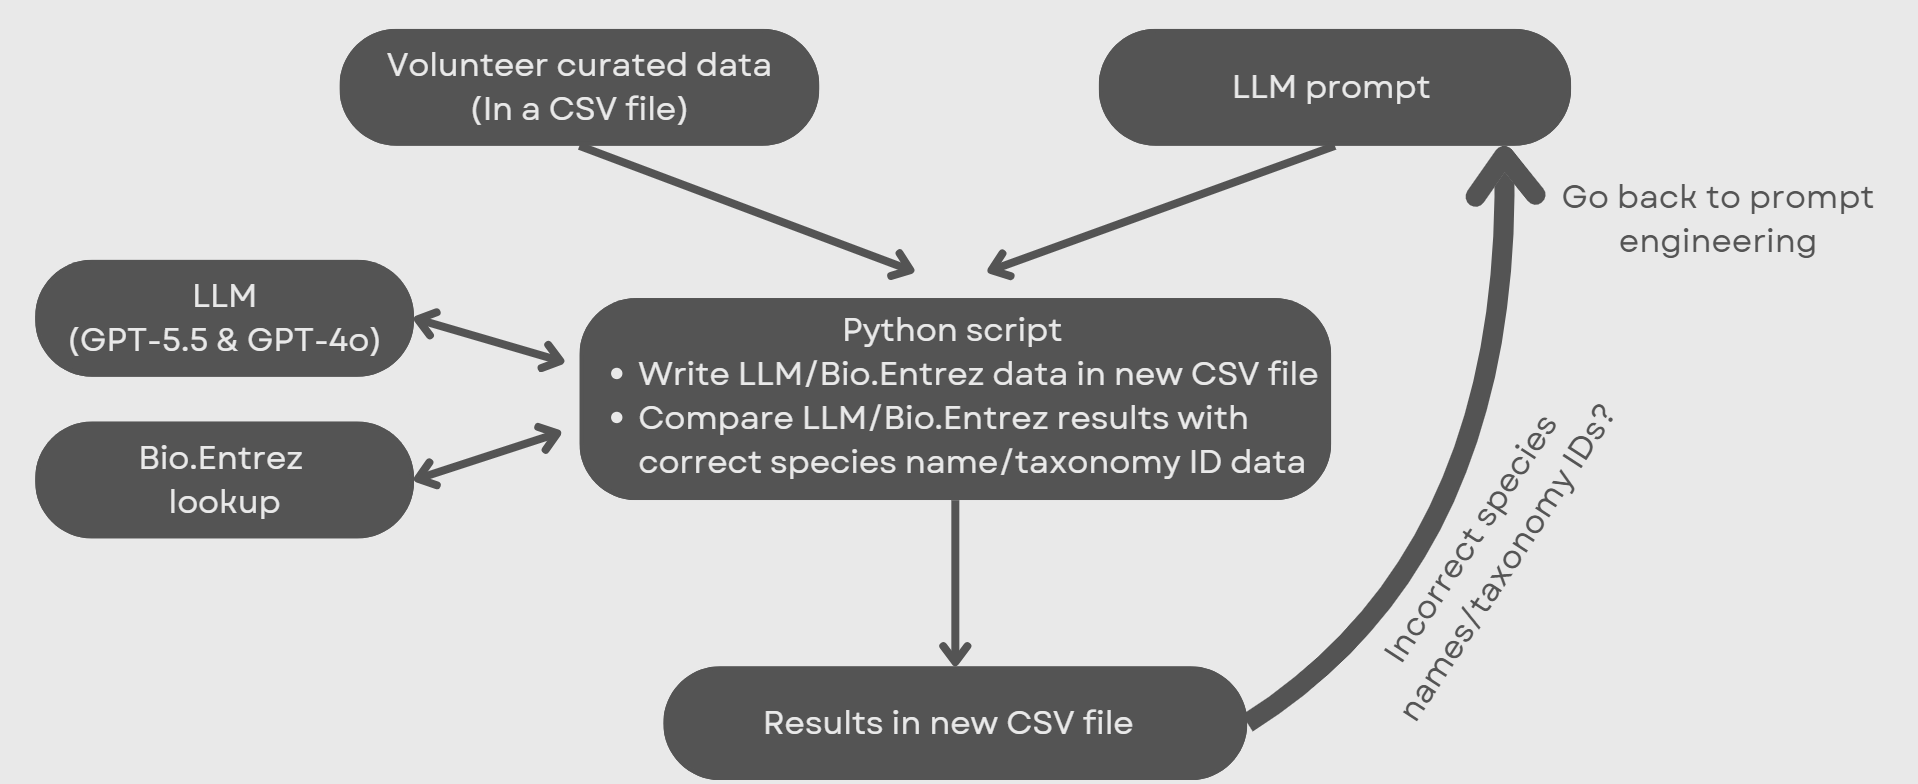 Volunteer curated data
(In a CSV file)
LLM prompt
Go back to prompt
engineering
LLM
(GPT-5.5 & GPT-4o)
Python script
• Write LLM/Bio.Entrez data in new CSV file
• Compare LLM/Bio.Entrez results with
correct species name/taxonomy ID data
Bio.Entrez
lookup
Incorrect species
names/taxonomy IDs?
Results in new CSV file